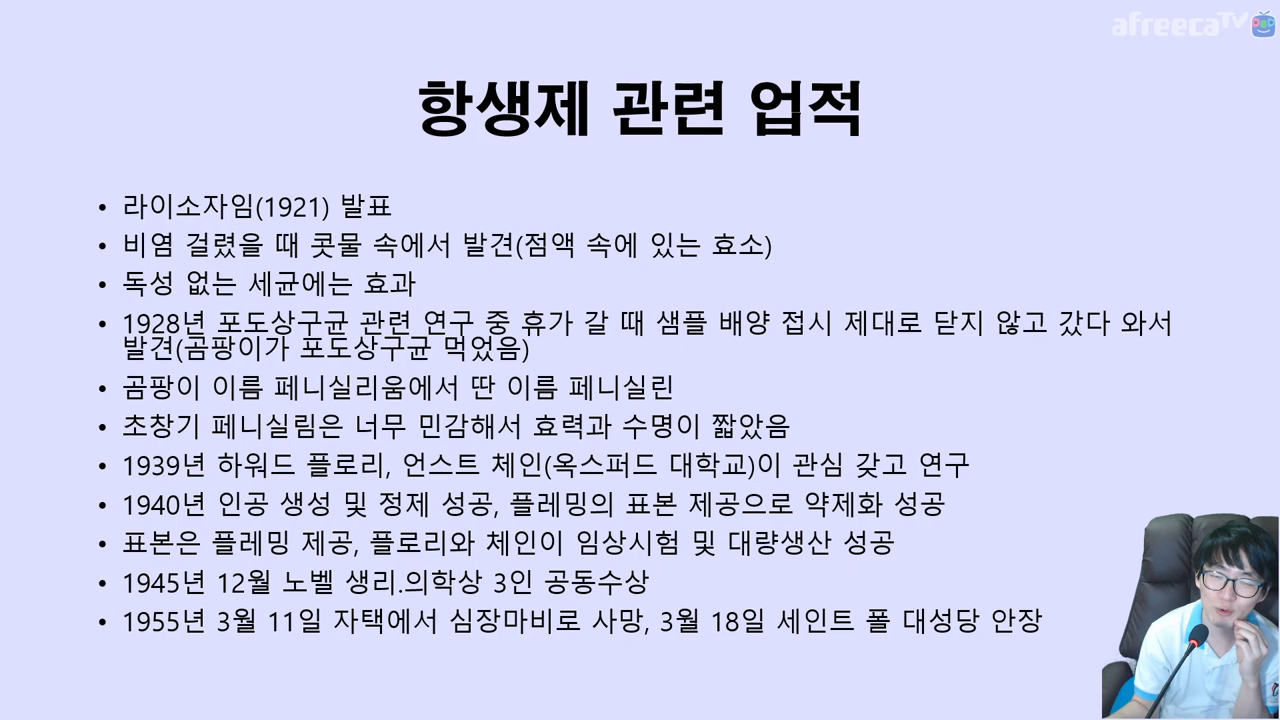 afreecaTV
항생제 관련 업적
• 라이소자임(1921) 발표
• 비염 걸렸을 때 콧물 속에서 발견(점액 속에 있는 효소)
• 독성 없는 세균에는 효과
• 1928년 포도상구균 관련 연구 중 휴가 갈 때 샘플 배양 접시 제대로 닫지 않고 갔다 와서
발견(곰팡이가 포도상구균 먹었음)
• 곰팡이 이름 페니실리움에서 딴 이름 페니실린
• 초창기 페니실림은 너무 민감해서 효력과 수명이 짧았음
• 1939년 하워드 플로리, 언스트 체인(옥스퍼드 대학교)이 관심 갖고 연구
• 1940년 인공 생성 및 정제 성공, 플레밍의 표본 제공으로 약제화 성공
• 표본은 플레밍 제공, 플로리와 체인이 임상시험 및 대량생산 성공
• 1945년 12월 노벨 생리.의학상 3인 공동수상
• 1955년 3월 11일 자택에서 심장마비로 사망, 3월 18일 세인트 폴 대성당 안장